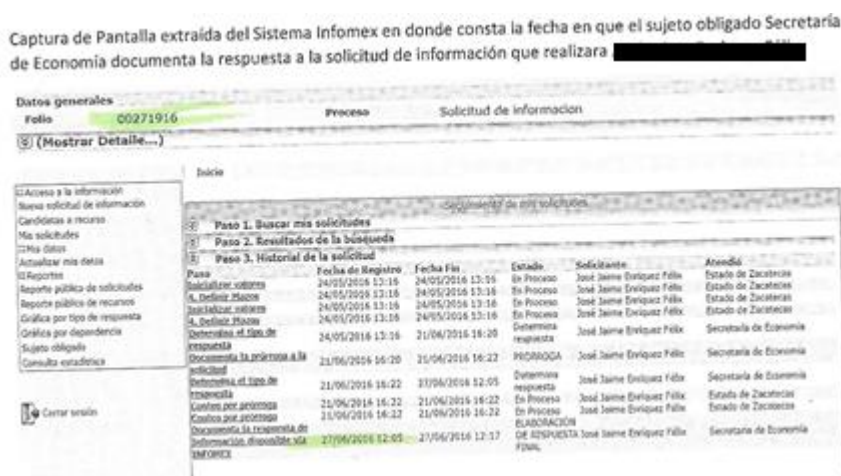 Captura de Pantalla extraída del Sistema Infomex en donde consta la fecha en que el sujeto obligado Secretaría
de Economía documenta la respuesta a la solicitud de información que realizara
Datos generales
Folio 00271916 Proceso Solicitud de informacion
(Mostrar Detalle...)
Inicio
Acceso a la información
Nueva solicitud de información
Candidatas a recurso
Mis solicitudes
Mis datos
Actualizar mis datos
Reportes
Reporte público de solicitudes
Reporte público de recursos
Gráfica por tipo de respuesta
Gráfica por dependencia
Sujeto obligado
Consulta estadística
Cerrar sesión
Seguimiento de mis solicitudes
Paso 1. Buscar mis solicitudes
Paso 2. Resultados de la búsqueda
Paso 3. Historial de la solicitud
Paso Fecha de Registro Fecha Fin Estado Solicitante Atendió
Inicializar valores 24/05/2016 13:16 24/05/2016 13:16 En Proceso José Jaime Enríquez Félix Estado de Zacatecas
4. Definir Plazos 24/05/2016 13:16 24/05/2016 13:16 En Proceso José Jaime Enríquez Félix Estado de Zacatecas
Inicializar valores 24/05/2016 13:16 24/05/2016 13:16 En Proceso José Jaime Enríquez Félix Estado de Zacatecas
4. Definir Plazos 24/05/2016 13:16 24/05/2016 13:16 En Proceso José Jaime Enríquez Félix Estado de Zacatecas
Determina el tipo de respuesta 24/05/2016 13:16 21/06/2016 16:20 Determina respuesta José Jaime Enríquez Félix Secretaría de Economía
Documenta la prórroga a la solicitud 21/06/2016 16:20 21/06/2016 16:22 PRORROGA José Jaime Enríquez Félix Secretaría de Economía
Determina el tipo de respuesta 21/06/2016 16:22 27/06/2016 12:05 Determina respuesta José Jaime Enríquez Félix Secretaría de Economía
Conteo por prórroga 21/06/2016 16:22 21/06/2016 16:22 En Proceso José Jaime Enríquez Félix Estado de Zacatecas
Conteo por prórroga 21/06/2016 16:22 21/06/2016 16:22 En Proceso José Jaime Enríquez Félix Estado de Zacatecas
Documenta la respuesta de Información disponible vía INFOMEX 27/06/2016 12:05 27/06/2016 12:17 ELABORACIÓN DE RESPUESTA FINAL José Jaime Enríquez Félix Secretaría de Economía